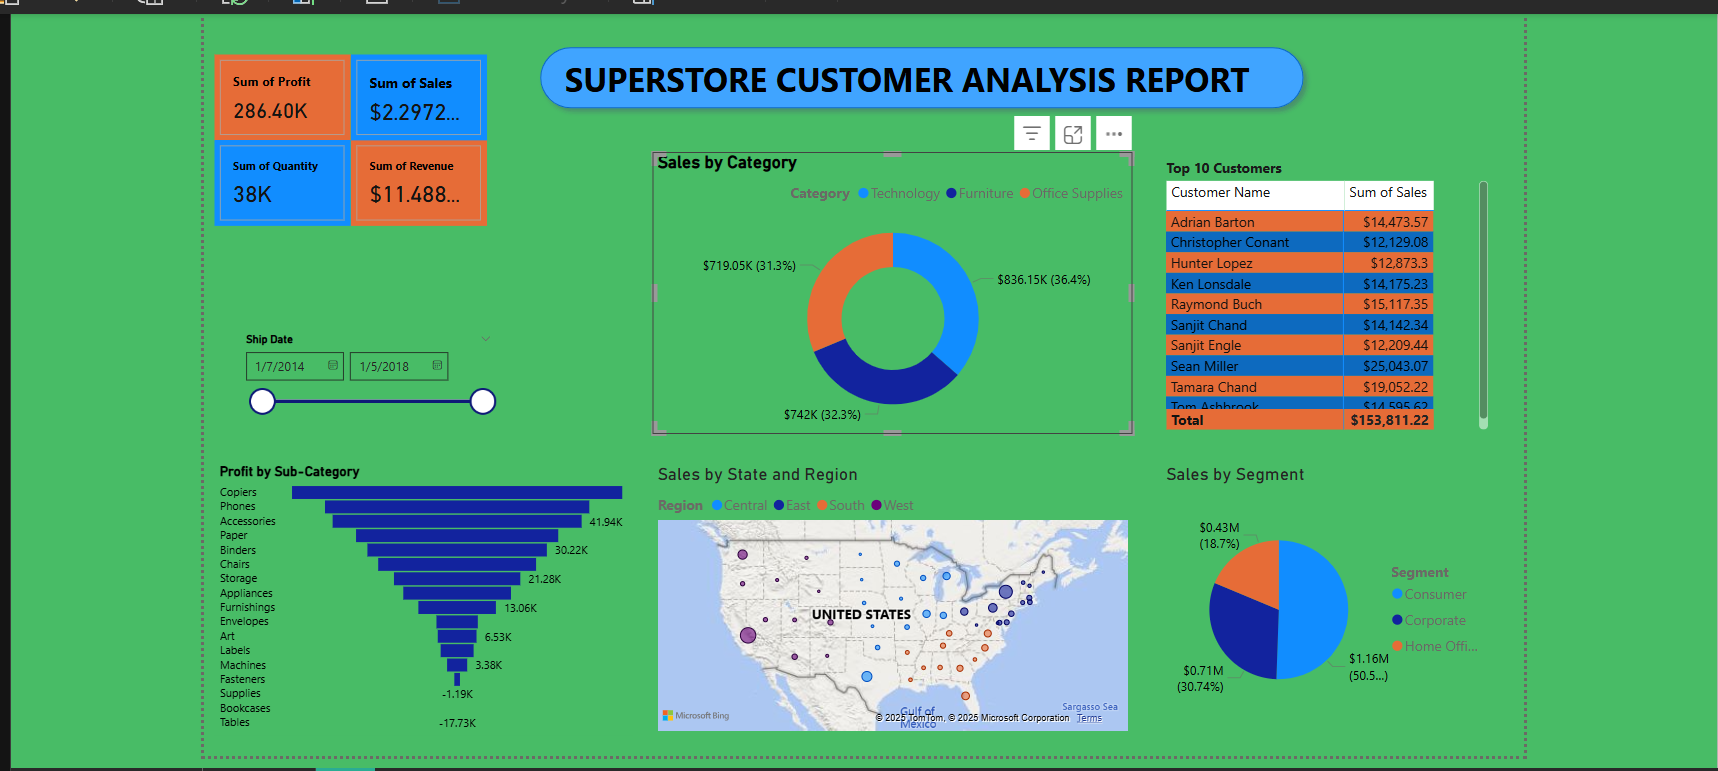 SUPERSTORE CUSTOMER ANALYSIS REPORT
Sum of Profit
286.40K
Sum of Sales
$2.2972...
Sum of Quantity
38K
Sum of Revenue
$11.488...
Ship Date
1/7/2014
1/5/2018
Sales by Category
Category Technology Furniture Office Supplies
$719.05K (31.3%)
$836.15K (36.4%)
$742K (32.3%)
Top 10 Customers
Customer Name Sum of Sales
Adrian Barton $14,473.57
Christopher Conant $12,129.08
Hunter Lopez $12,873.3
Ken Lonsdale $14,175.23
Raymond Buch $15,117.35
Sanjit Chand $14,142.34
Sanjit Engle $12,209.44
Sean Miller $25,043.07
Tamara Chand $19,052.22
Tom Ashbrook $14,595.62
Total $153,811.22
Profit by Sub-Category
Copiers
Phones
Accessories 41.94K
Paper
Binders 30.22K
Chairs
Storage 21.28K
Appliances
Furnishings 13.06K
Envelopes
Art 6.53K
Labels
Machines 3.38K
Fasteners
Supplies -1.19K
Bookcases
Tables -17.73K
Sales by State and Region
Region Central East South West
UNITED STATES
Gulf of
Mexico
Sargasso Sea
Microsoft Bing
© 2025 TomTom, © 2025 Microsoft Corporation Terms
Sales by Segment
$0.43M
(18.7%)
$0.71M
(30.74%)
$1.16M
(50.5...)
Segment
Consumer
Corporate
Home Offi...